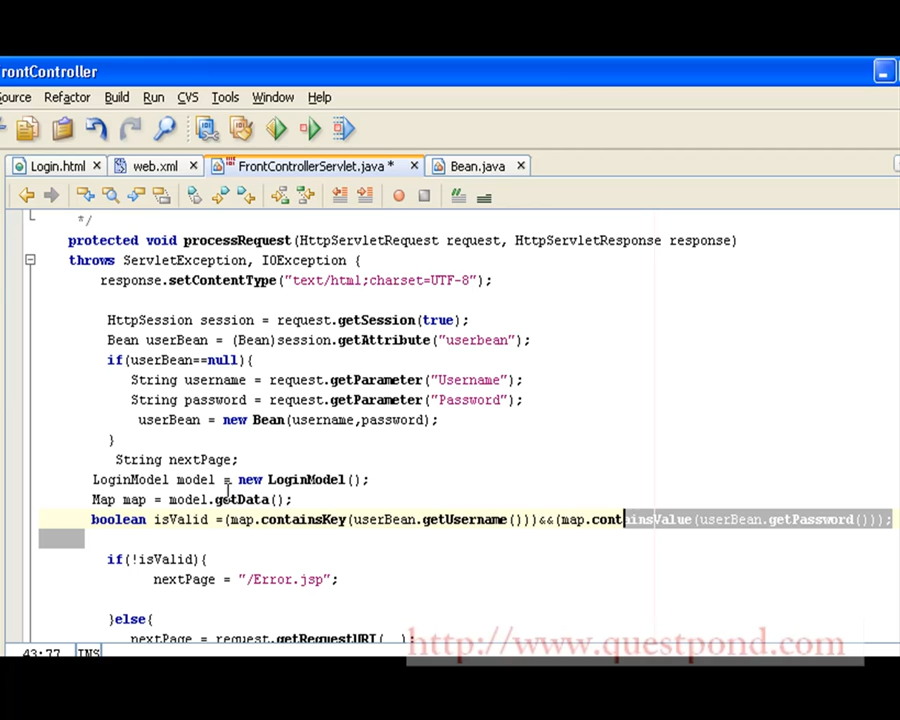 rontController
ource Refactor Build Run CVS Tools Window Help
Login.html web.xml FrontControllerServlet.java * Bean.java
*/
protected void processRequest(HttpServletRequest request, HttpServletResponse response)
throws ServletException, IOException {
response.setContentType("text/html;charset=UTF-8");
HttpSession session = request.getSession(true);
Bean userBean = (Bean)session.getAttribute("userbean");
if(userBean==null){
String username = request.getParameter("Username");
String password = request.getParameter("Password");
userBean = new Bean(username,password);
}
String nextPage;
LoginModel model = new LoginModel();
Map map = model.getData();
boolean isValid =(map.containsKey(userBean.getUsername()))&&(map.containsValue(userBean.getPassword()));
if(!isValid){
nextPage = "/Error.jsp";
}else{
nextPage = request.getRequestURI( );
43:77 INS
http://www.questpond.com